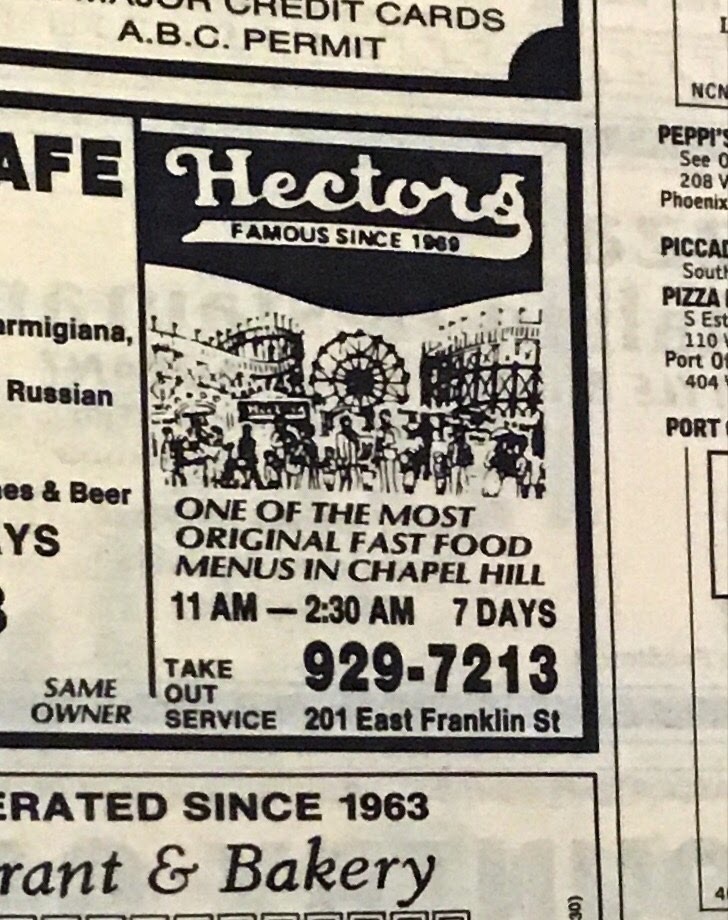 MAJOR CREDIT CARDS
A.B.C. PERMIT
AFE
armigiana,
Russian
es & Beer
AYS
SAME
OWNER
Hectors
FAMOUS SINCE 1969
ONE OF THE MOST
ORIGINAL FAST FOOD
MENUS IN CHAPEL HILL
11 AM — 2:30 AM 7 DAYS
TAKE
OUT
SERVICE
929-7213
201 East Franklin St
ERATED SINCE 1963
rant & Bakery
30)
NCN
PEPPI'S
See O
208 W
Phoenix
PICCAD
South
PIZZA
S Est
110
Port Of
404
PORT